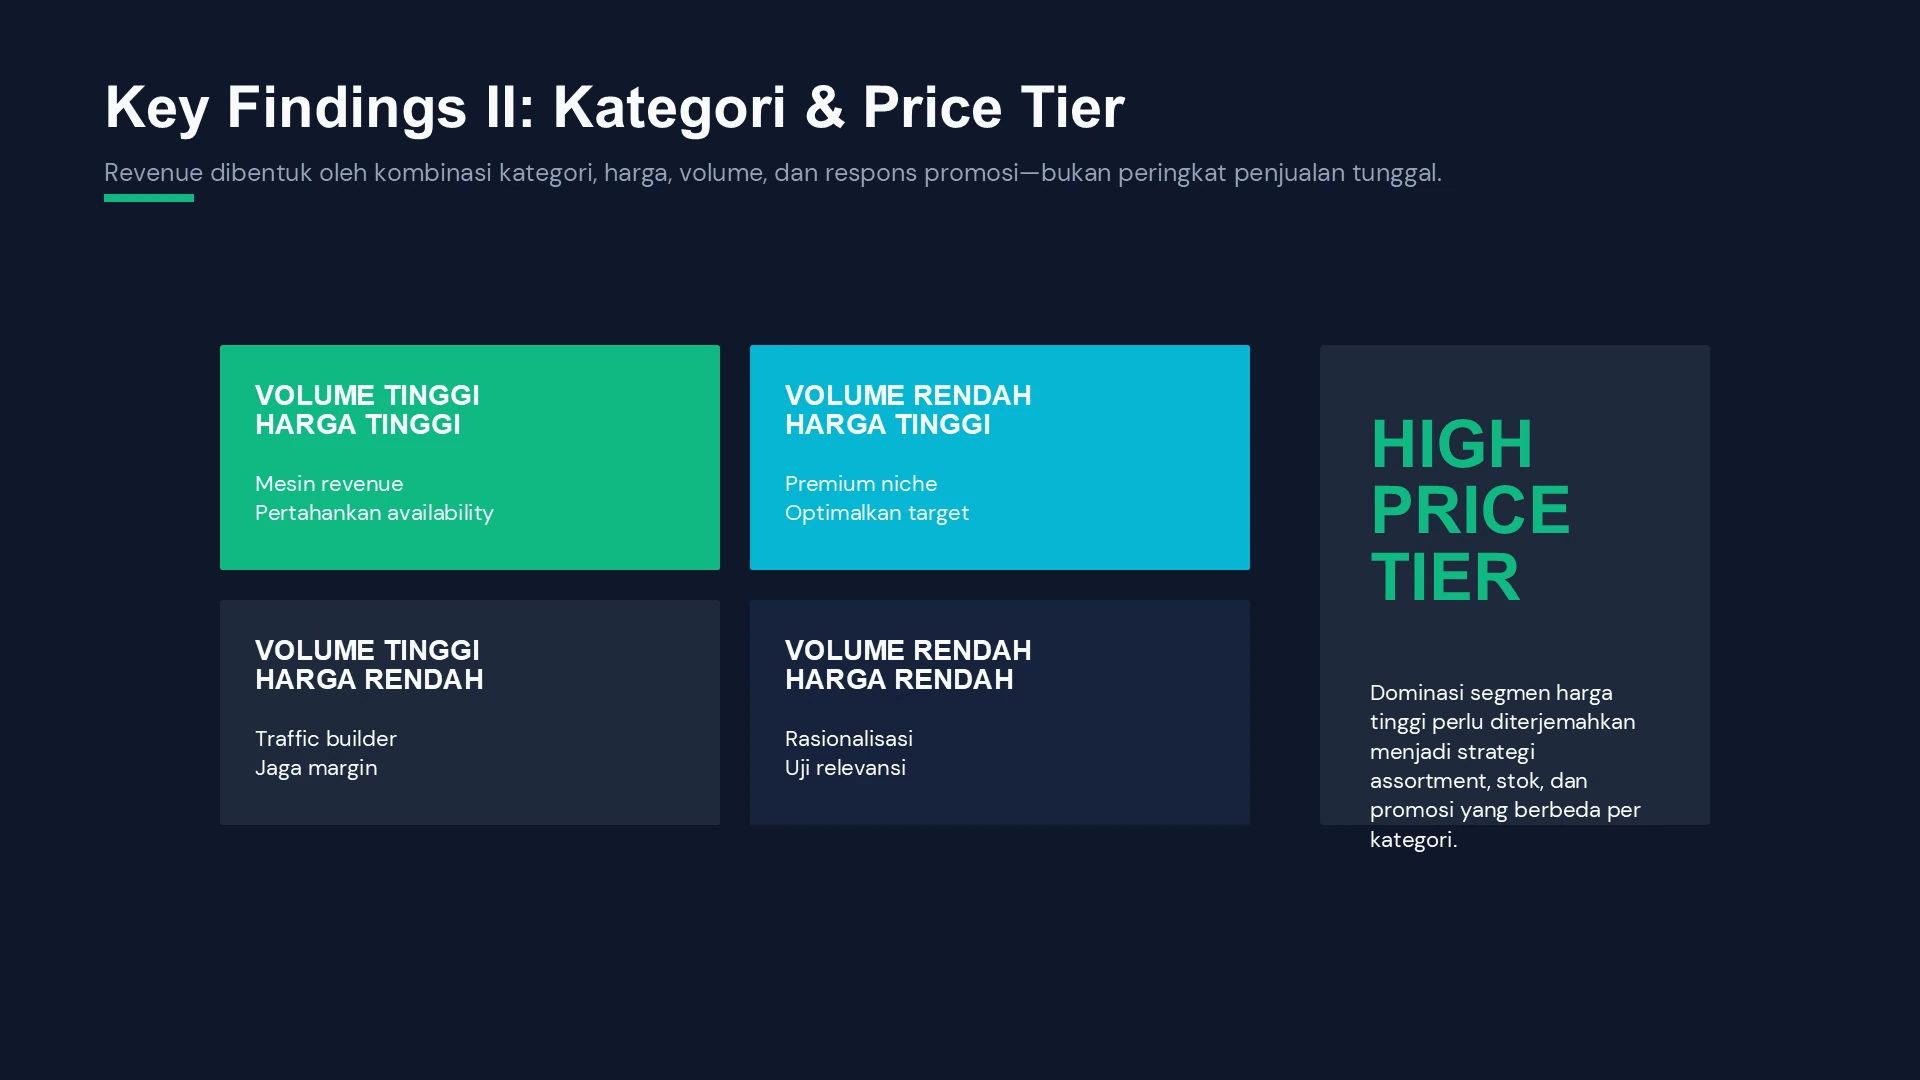 Key Findings II: Kategori & Price Tier
Revenue dibentuk oleh kombinasi kategori, harga, volume, dan respons promosi—bukan peringkat penjualan tunggal.
VOLUME TINGGI
HARGA TINGGI
Mesin revenue
Pertahankan availability
VOLUME RENDAH
HARGA TINGGI
Premium niche
Optimalkan target
VOLUME TINGGI
HARGA RENDAH
Traffic builder
Jaga margin
VOLUME RENDAH
HARGA RENDAH
Rasionalisasi
Uji relevansi
HIGH
PRICE
TIER
Dominasi segmen harga
tinggi perlu diterjemahkan
menjadi strategi
assortment, stok, dan
promosi yang berbeda per
kategori.